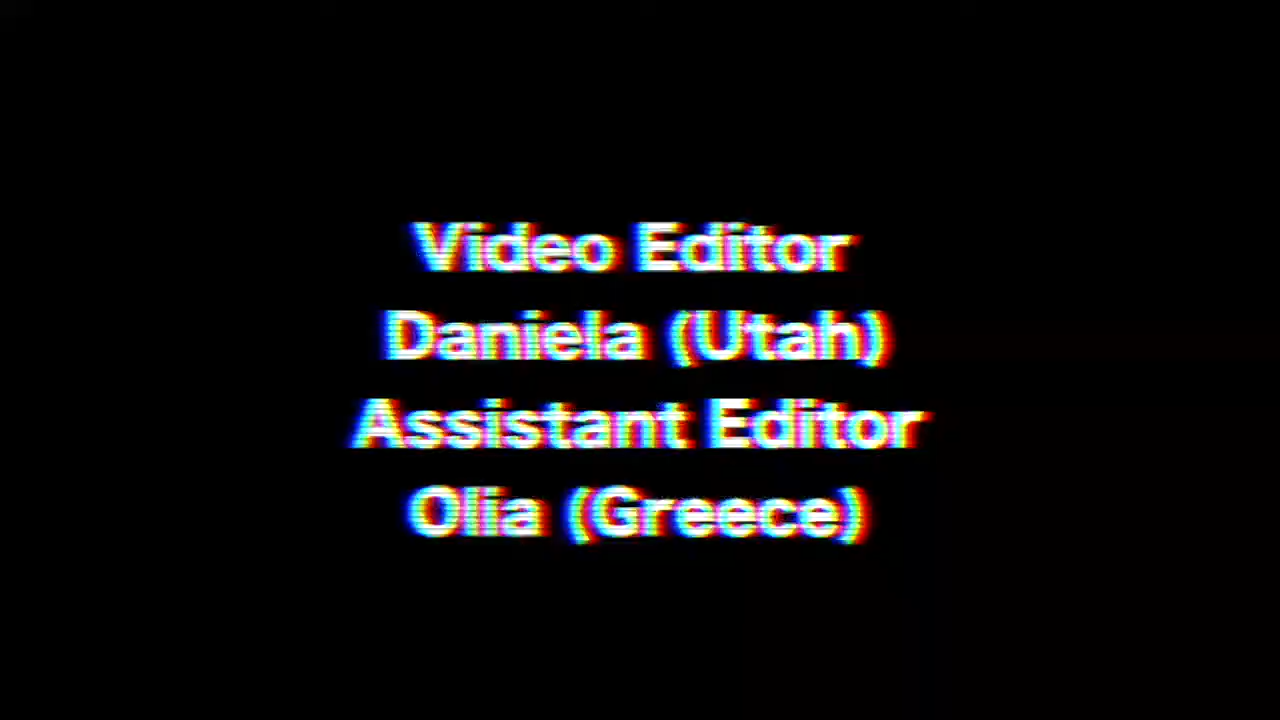 Video Editor
Daniela (Utah)
Assistant Editor
Olia (Greece)